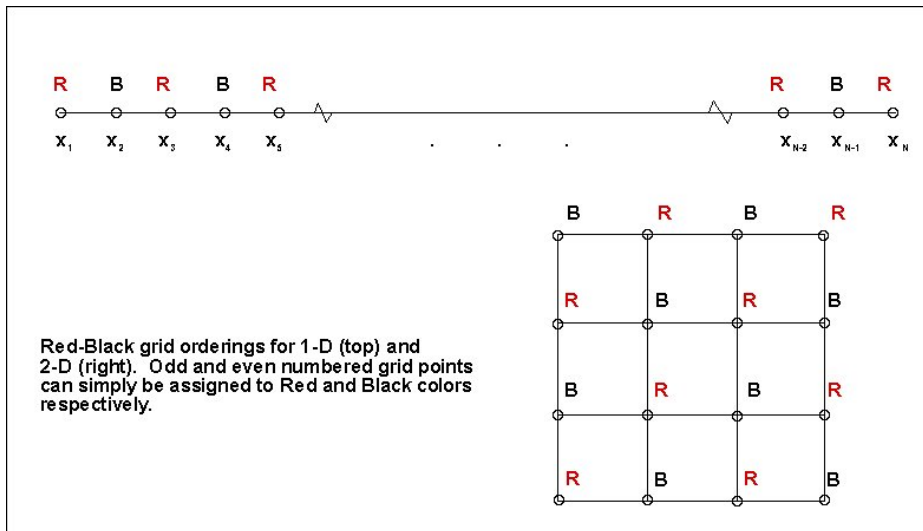 R B R B R R B R
x1 x2 x3 x4 x5 . . . xN-2 xN-1 xN
B R B R
R B R B
B R B R
R B R B
Red-Black grid orderings for 1-D (top) and
2-D (right). Odd and even numbered grid points
can simply be assigned to Red and Black colors
respectively.